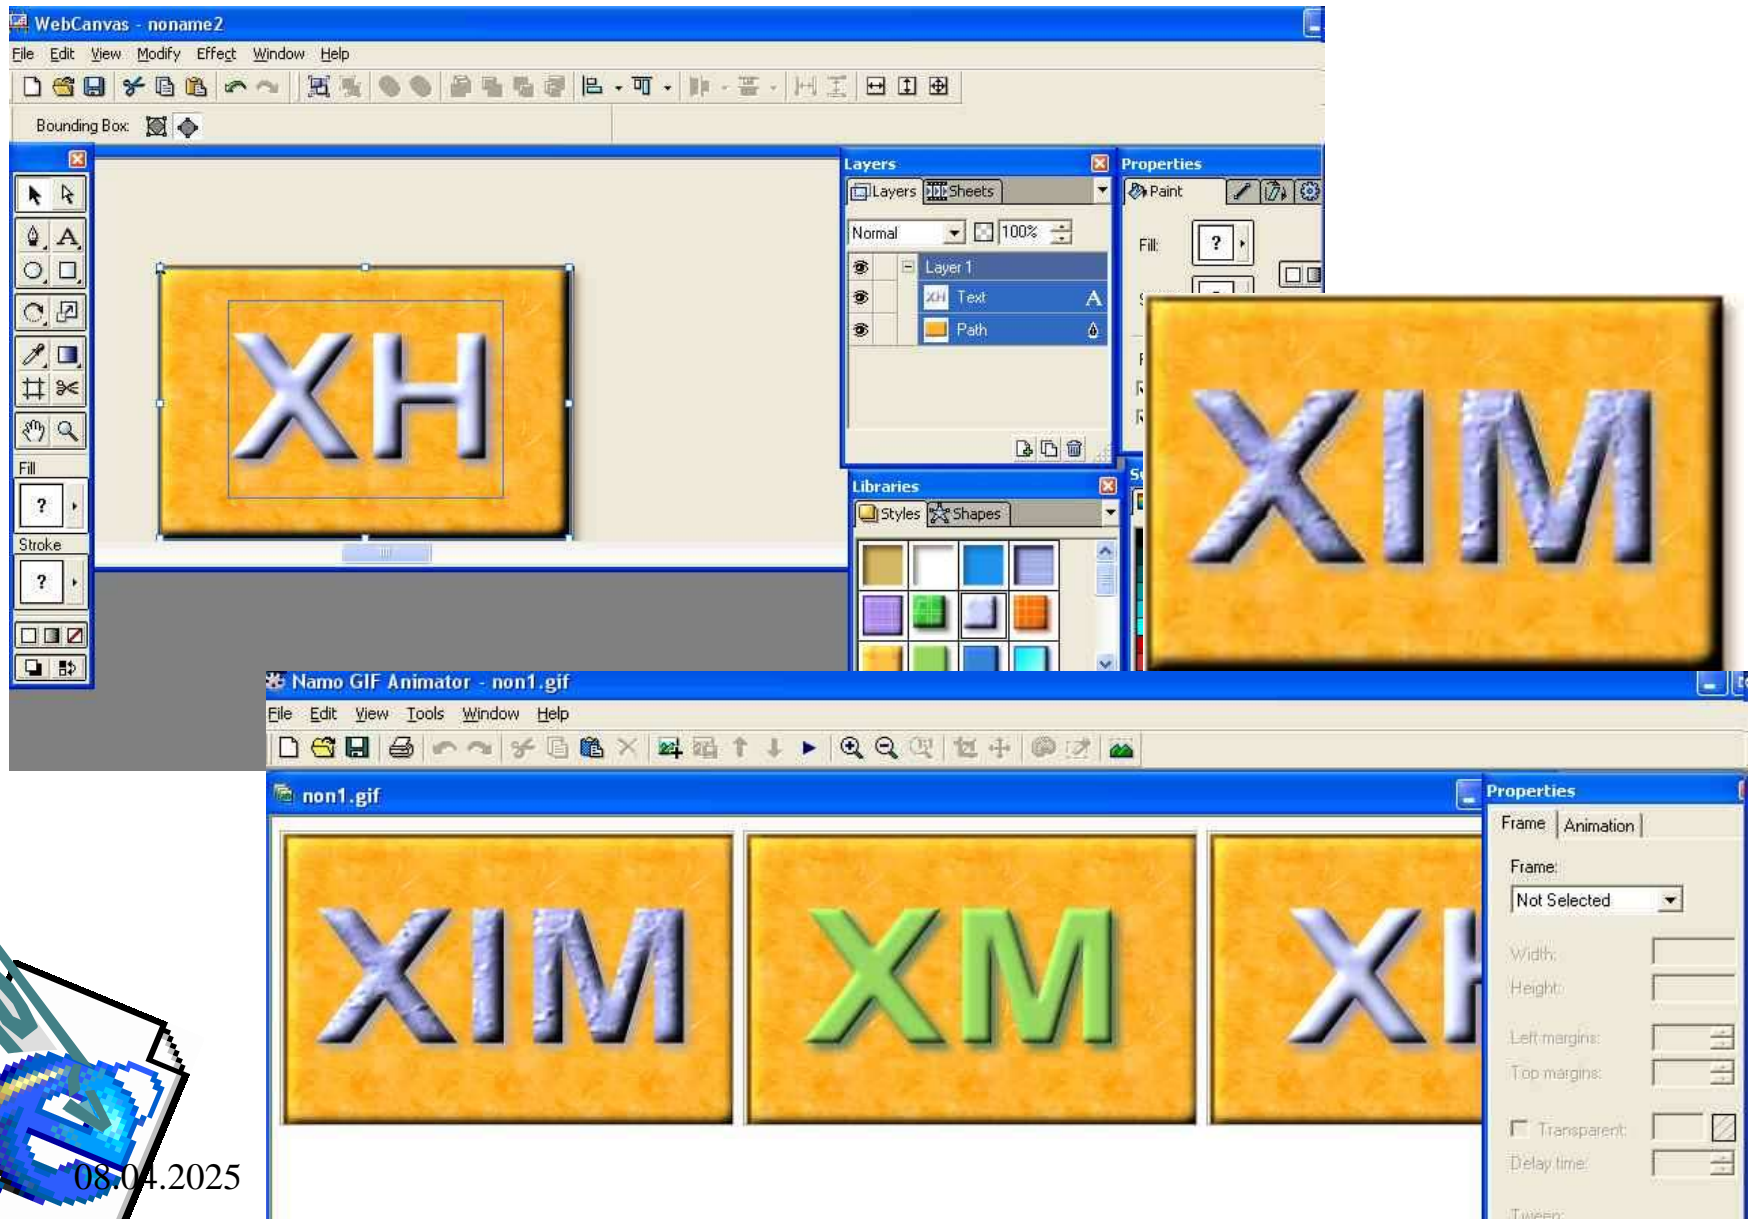 WebCanvas - noname2
File Edit View Modify Effect Window Help
Bounding Box:
Layers
Layers Sheets
Normal 100%
Layer 1
XH Text A
Path
Properties
Paint
Fill: ?
XH
Fill
?
Stroke
?
Libraries
Styles Shapes
XIM
Namo GIF Animator - non1.gif
File Edit View Tools Window Help
non1.gif
XIM XM XH
Properties
Frame Animation
Frame:
Not Selected
Width:
Height:
Left margins:
Top margins:
Transparent:
Delay time:
Tween:
08.04.2025